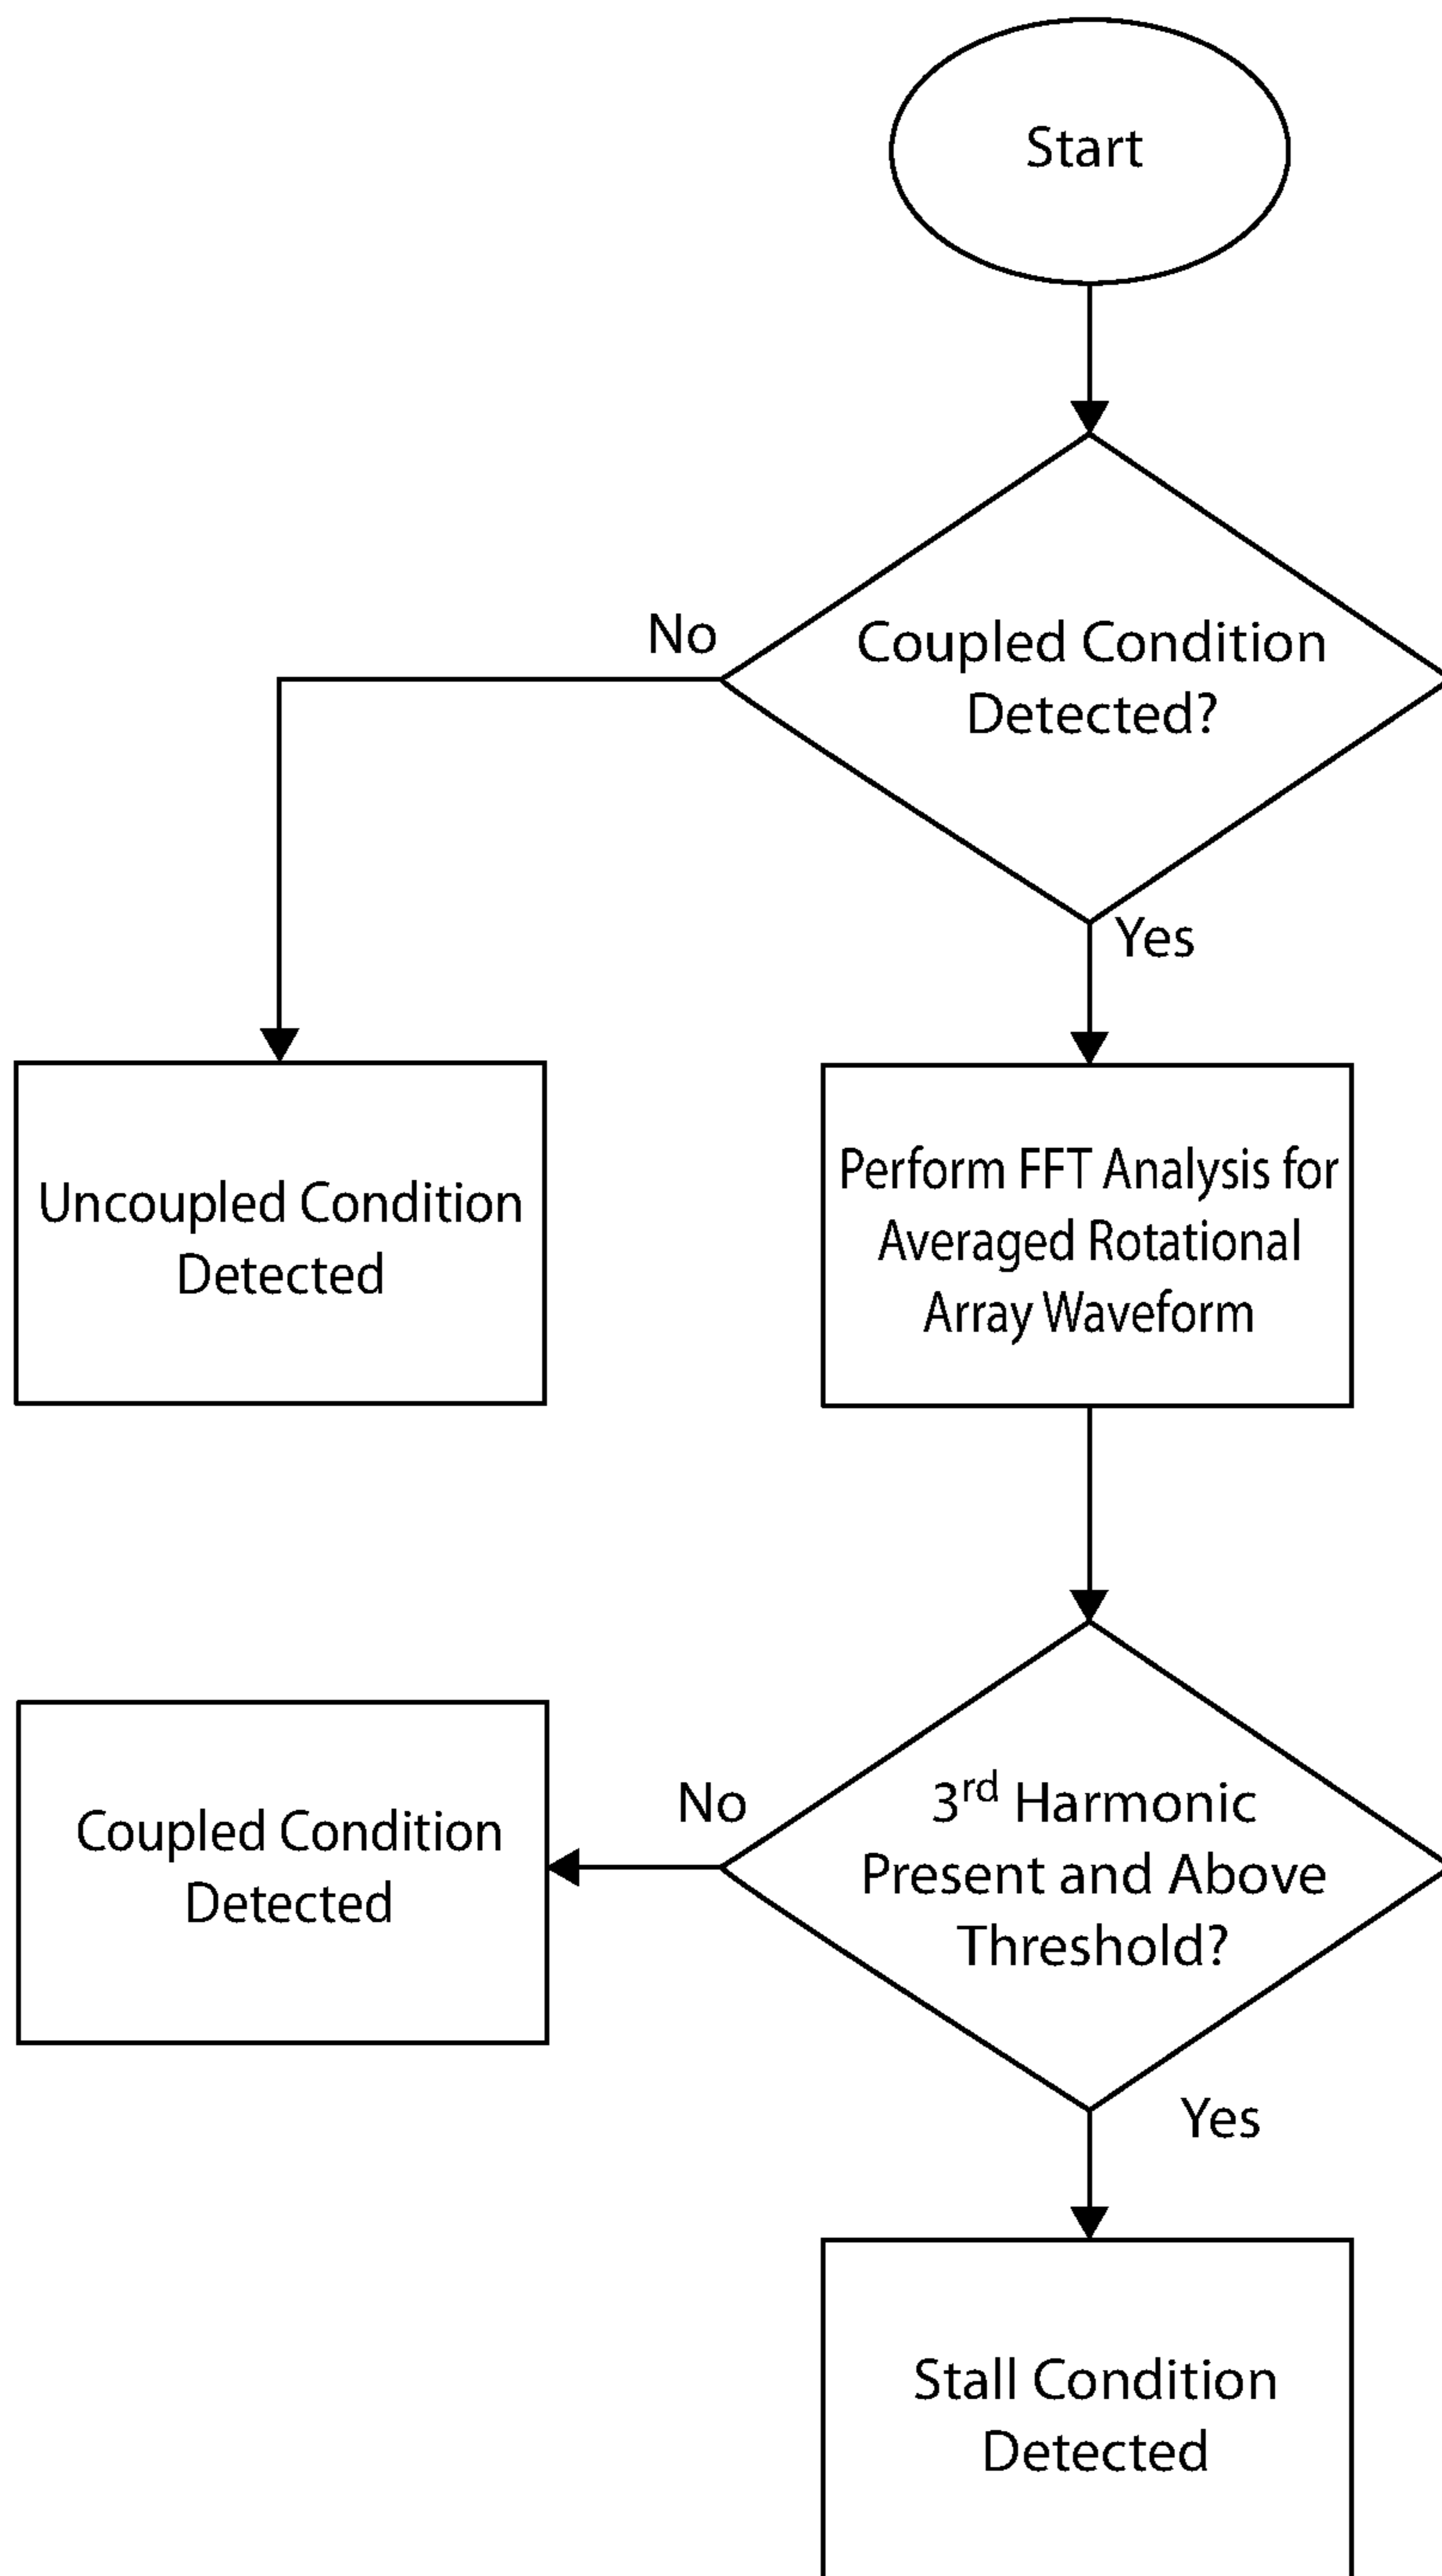 Start
Coupled Condition
Detected?
No
Yes
Uncoupled Condition
Detected
Perform FFT Analysis for
Averaged Rotational
Array Waveform
3rd Harmonic
Present and Above
Threshold?
No
Coupled Condition
Detected
Yes
Stall Condition
Detected